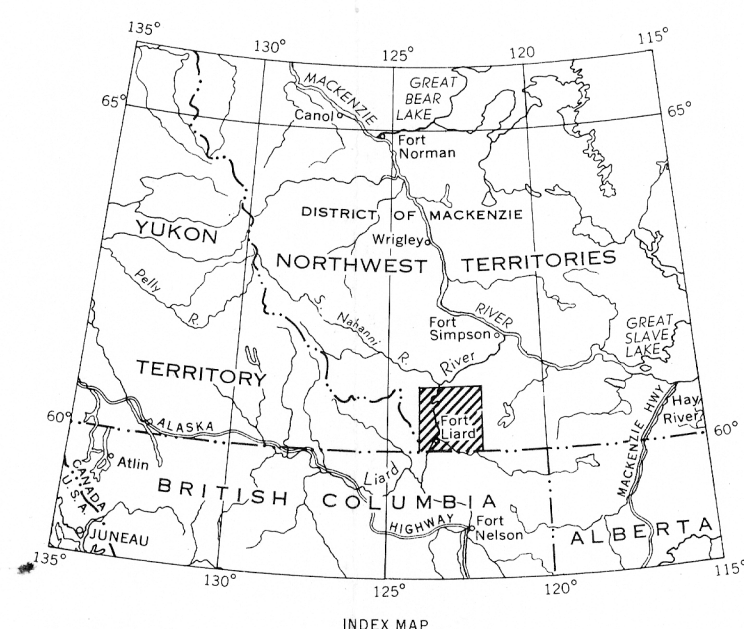 135°
130°
125°
120
115°
65°
65°
MACKENZIE
GREAT
BEAR
LAKE
Canol
Fort
Norman
DISTRICT OF MACKENZIE
YUKON
Wrigley
NORTHWEST TERRITORIES
Pelly
R.
S. Nahanni R.
Fort
Simpson
RIVER
GREAT
SLAVE
LAKE
River
TERRITORY
60°
ALASKA
Fort
Liard
MACKENZIE HWY
Hay
River
60°
Atlin
CANADA
U.S.A.
Liard
BRITISH COLUMBIA
HIGHWAY
Fort
Nelson
ALBERTA
JUNEAU
135°
130°
125°
120°
115°
INDEX MAP